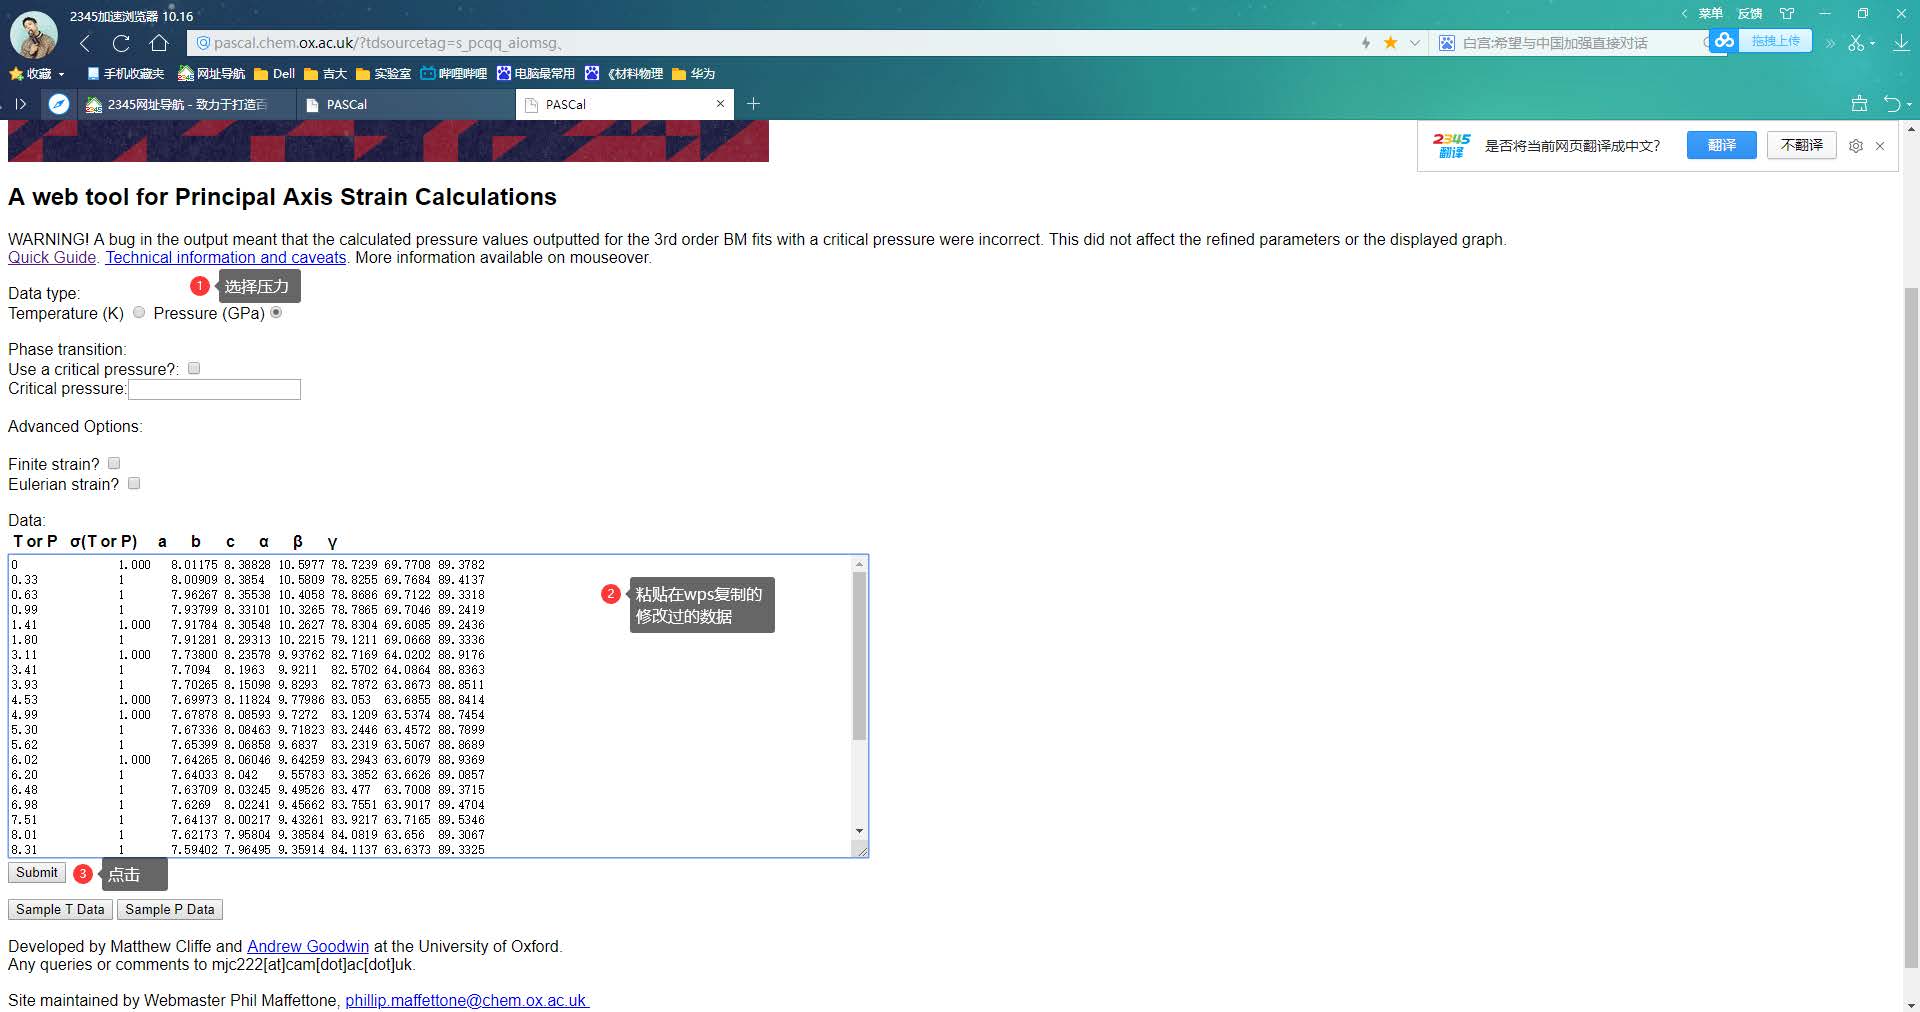 2345加速浏览器 10.16
菜单 反馈
pascal.chem.ox.ac.uk/?tdsourcetag=s_pcqq_aiomsg、
白宫:希望与中国加强直接对话
拖拽上传
收藏 手机收藏夹 网址导航 Dell 吉大 实验室 哔哩哔哩 电脑最常用 《材料物理 华为
2345网址导航 - 致力于打造百
PASCal
PASCal
2345
翻译
是否将当前网页翻译成中文?
翻译
不翻译
A web tool for Principal Axis Strain Calculations
WARNING! A bug in the output meant that the calculated pressure values outputted for the 3rd order BM fits with a critical pressure were incorrect. This did not affect the refined parameters or the displayed graph.
Quick Guide. Technical information and caveats. More information available on mouseover.
1 选择压力
Data type:
Temperature (K) Pressure (GPa)
Phase transition:
Use a critical pressure?:
Critical pressure:
Advanced Options:
Finite strain?
Eulerian strain?
Data:
T or P σ(T or P) a b c α β γ
0 1.000 8.01175 8.38828 10.5977 78.7239 69.7708 89.3782
0.33 1 8.00909 8.3854 10.5809 78.8255 69.7684 89.4137
0.63 1 7.96267 8.35538 10.4058 78.8686 69.7122 89.3318
0.99 1 7.93799 8.33101 10.3265 78.7865 69.7046 89.2419
1.41 1.000 7.91784 8.30548 10.2627 78.8304 69.6085 89.2436
1.80 1 7.91281 8.29313 10.2215 79.1211 69.0668 89.3336
3.11 1.000 7.73800 8.23578 9.93762 82.7169 64.0202 88.9176
3.41 1 7.7094 8.1963 9.9211 82.5702 64.0864 88.8363
3.93 1 7.70265 8.15098 9.8293 82.7872 63.8673 88.8511
4.53 1.000 7.69973 8.11824 9.77986 83.053 63.6855 88.8414
4.99 1.000 7.67878 8.08593 9.7272 83.1209 63.5374 88.7454
5.30 1 7.67336 8.08463 9.71823 83.2446 63.4572 88.7899
5.62 1 7.65399 8.06858 9.6837 83.2319 63.5067 88.8689
6.02 1.000 7.64265 8.06046 9.64259 83.2943 63.6079 88.9369
6.20 1 7.64033 8.042 9.55783 83.3852 63.6626 89.0857
6.48 1 7.63709 8.03245 9.49526 83.477 63.7008 89.3715
6.98 1 7.6269 8.02241 9.45662 83.7551 63.9017 89.4704
7.51 1 7.64137 8.00217 9.43261 83.9217 63.7165 89.5346
8.01 1 7.62173 7.95804 9.38584 84.0819 63.656 89.3067
8.31 1 7.59402 7.96495 9.35914 84.1137 63.6373 89.3325
2 粘贴在wps复制的
修改过的数据
Submit
3 点击
Sample T Data Sample P Data
Developed by Matthew Cliffe and Andrew Goodwin at the University of Oxford.
Any queries or comments to mjc222[at]cam[dot]ac[dot]uk.
Site maintained by Webmaster Phil Maffettone, phillip.maffettone@chem.ox.ac.uk